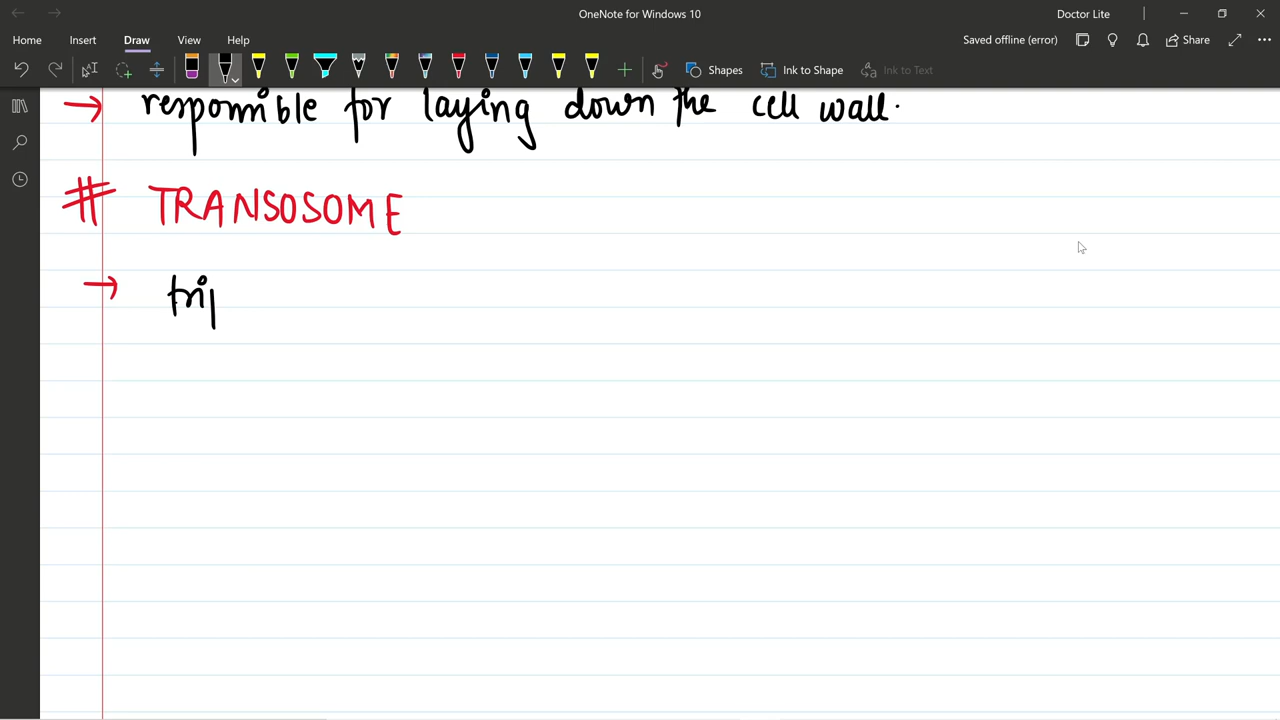 OneNote for Windows 10
Doctor Lite
Home Insert Draw View Help
Saved offline (error)
Share
Shapes
Ink to Shape
Ink to Text
→ responsible for laying down the cell wall.
# TRANSOSOME
→